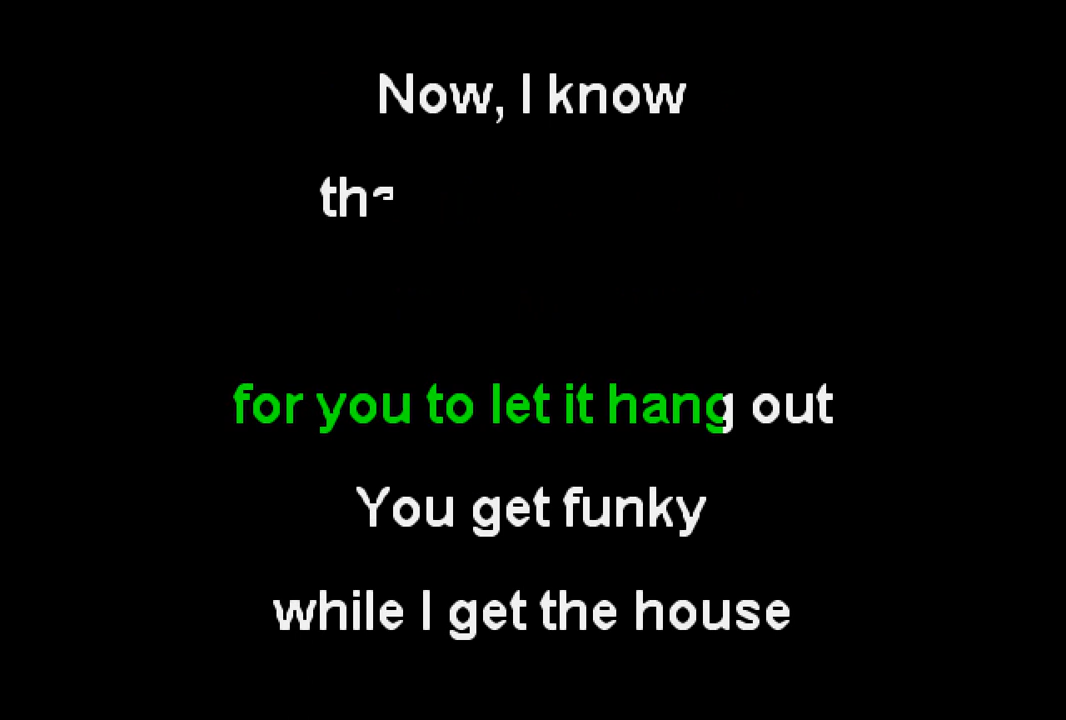 Now, I know
for you to let it hang out
You get funky
while I get the house